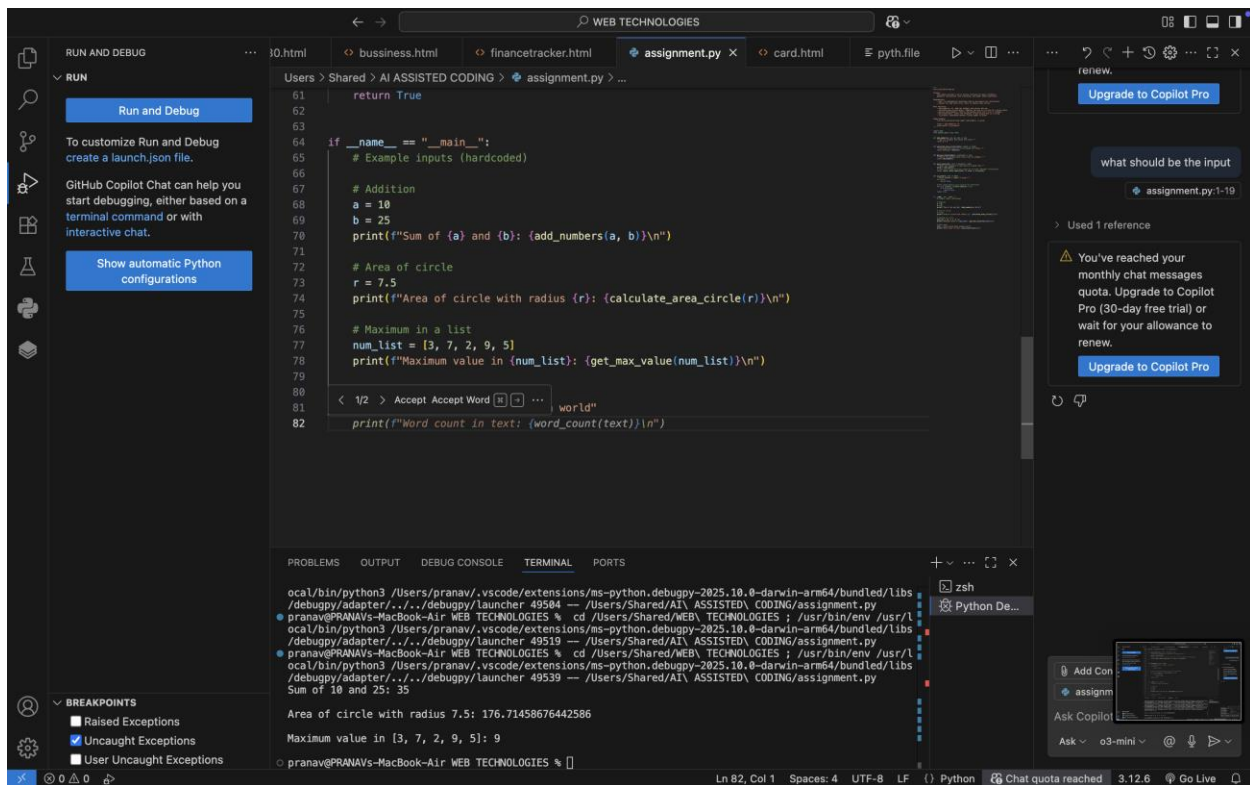 WEB TECHNOLOGIES
RUN AND DEBUG
RUN
Run and Debug
To customize Run and Debug
create a launch.json file.
GitHub Copilot Chat can help you
start debugging, either based on a
terminal command or with
interactive chat.
Show automatic Python
configurations
BREAKPOINTS
Raised Exceptions
Uncaught Exceptions
User Uncaught Exceptions
30.html
bussiness.html
financetracker.html
assignment.py
card.html
pyth.file
Users > Shared > AI ASSISTED CODING > assignment.py > ...
61 return True
62
63
64 if __name__ == "__main__":
65 # Example inputs (hardcoded)
66
67 # Addition
68 a = 10
69 b = 25
70 print(f"Sum of {a} and {b}: {add_numbers(a, b)}\n")
71
72 # Area of circle
73 r = 7.5
74 print(f"Area of circle with radius {r}: {calculate_area_circle(r)}\n")
75
76 # Maximum in a list
77 num_list = [3, 7, 2, 9, 5]
78 print(f"Maximum value in {num_list}: {get_max_value(num_list)}\n")
79
80
< 1/2 > Accept Accept Word ⌘ → ...
81 world"
82 print(f"Word count in text: {word_count(text)}\n")
PROBLEMS OUTPUT DEBUG CONSOLE TERMINAL PORTS
ocal/bin/python3 /Users/pranav/.vscode/extensions/ms-python.debugpy-2025.10.0-darwin-arm64/bundled/libs
/debugpy/adapter/../../debugpy/launcher 49504 -- /Users/Shared/AI\ ASSISTED\ CODING/assignment.py
pranav@PRANAVs-MacBook-Air WEB TECHNOLOGIES % cd /Users/Shared/WEB\ TECHNOLOGIES ; /usr/bin/env /usr/l
ocal/bin/python3 /Users/pranav/.vscode/extensions/ms-python.debugpy-2025.10.0-darwin-arm64/bundled/libs
/debugpy/adapter/../../debugpy/launcher 49519 -- /Users/Shared/AI\ ASSISTED\ CODING/assignment.py
pranav@PRANAVs-MacBook-Air WEB TECHNOLOGIES % cd /Users/Shared/WEB\ TECHNOLOGIES ; /usr/bin/env /usr/l
ocal/bin/python3 /Users/pranav/.vscode/extensions/ms-python.debugpy-2025.10.0-darwin-arm64/bundled/libs
/debugpy/adapter/../../debugpy/launcher 49539 -- /Users/Shared/AI\ ASSISTED\ CODING/assignment.py
Sum of 10 and 25: 35
Area of circle with radius 7.5: 176.71458676442586
Maximum value in [3, 7, 2, 9, 5]: 9
pranav@PRANAVs-MacBook-Air WEB TECHNOLOGIES %
zsh
Python De...
renew.
Upgrade to Copilot Pro
what should be the input
assignment.py:1-19
Used 1 reference
You've reached your
monthly chat messages
quota. Upgrade to Copilot
Pro (30-day free trial) or
wait for your allowance to
renew.
Upgrade to Copilot Pro
Add Con
assignm
Ask Copilot
Ask o3-mini @
0 0
Ln 82, Col 1 Spaces: 4 UTF-8 LF {} Python Chat quota reached 3.12.6 Go Live